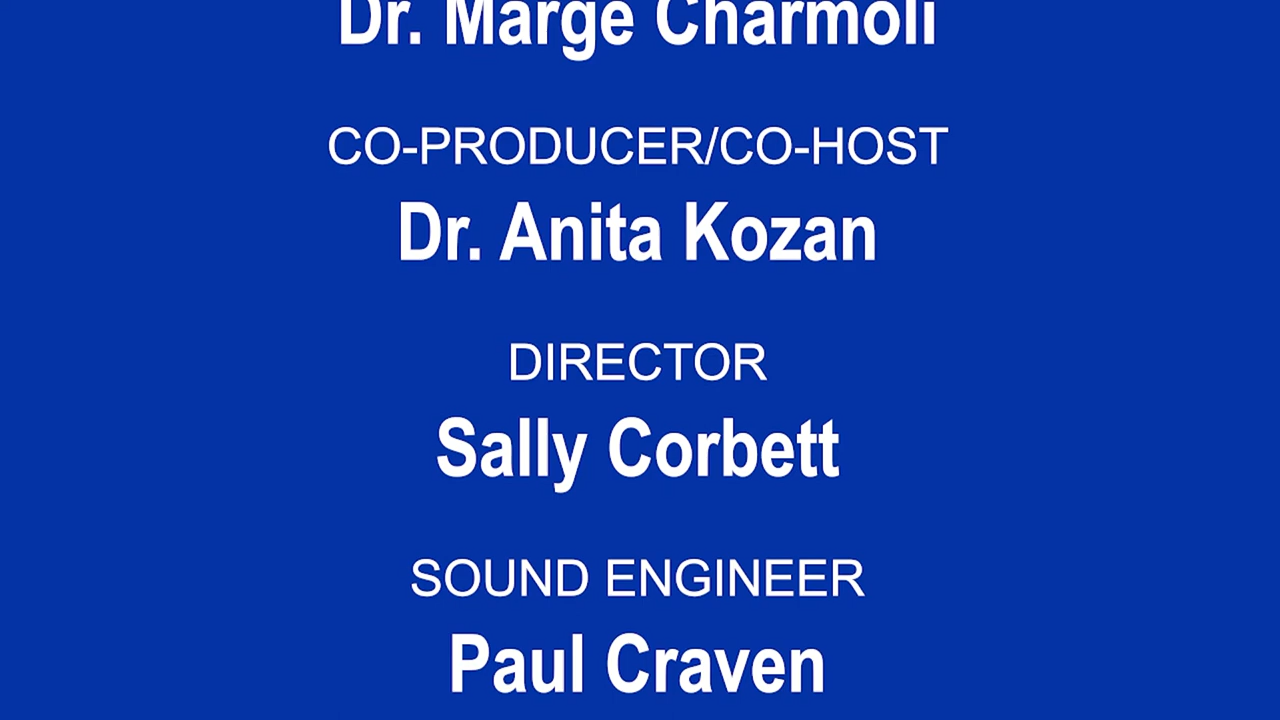 Dr. Marge Charmoli
CO-PRODUCER/CO-HOST
Dr. Anita Kozan
DIRECTOR
Sally Corbett
SOUND ENGINEER
Paul Craven